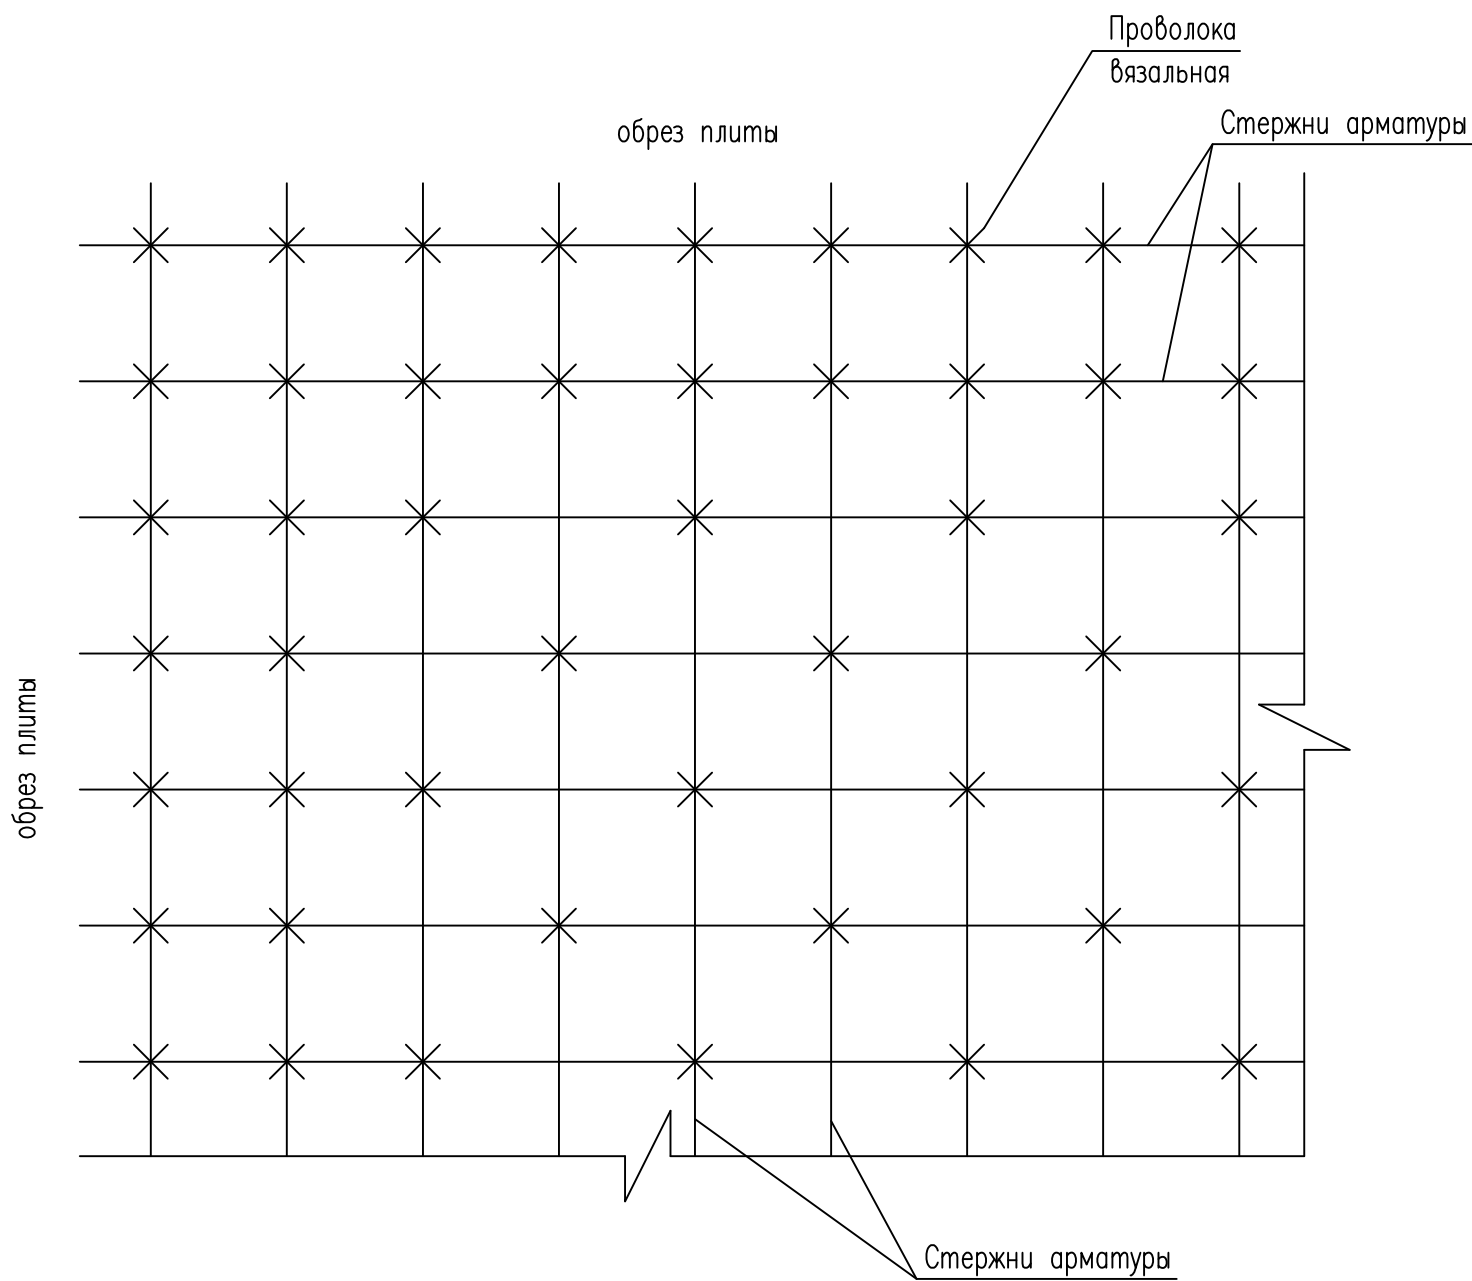 Проволока
вязальная
Стержни арматуры
обрез плиты
обрез плиты
Стержни арматуры